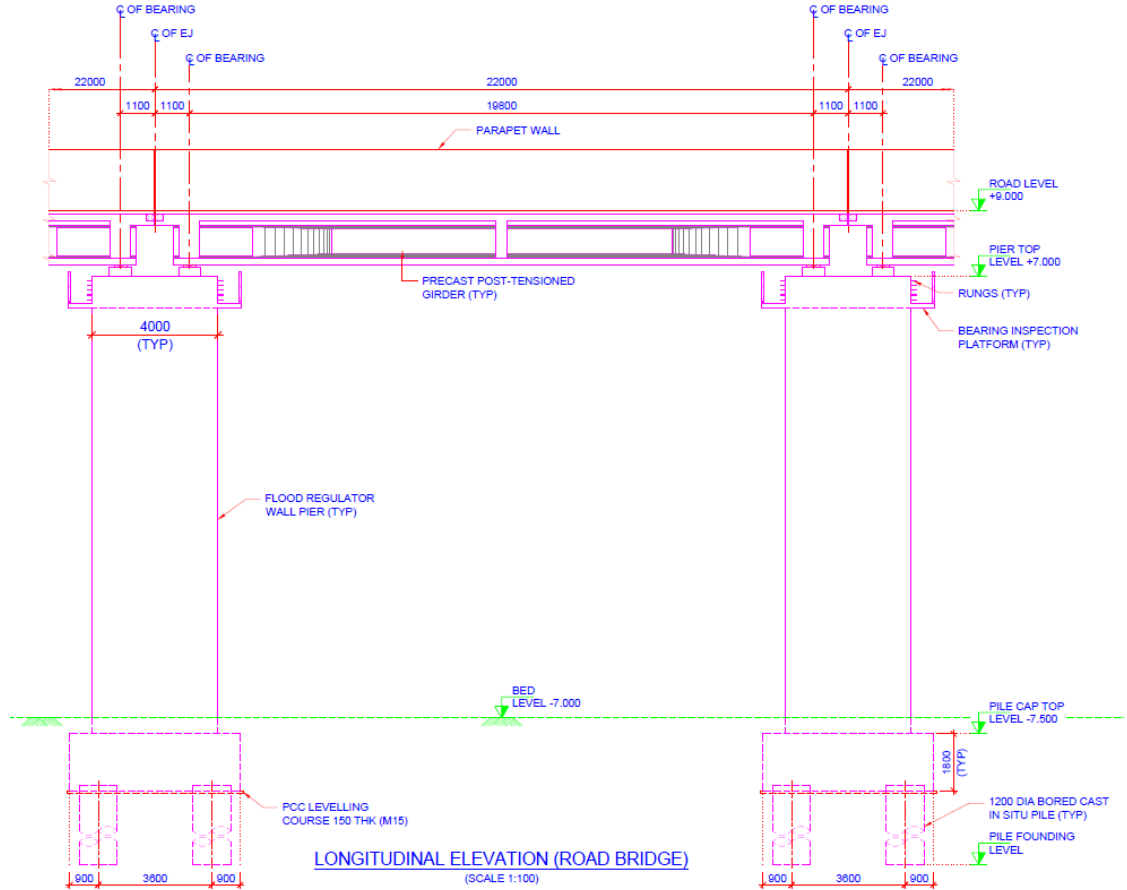 ℄ OF BEARING
℄ OF BEARING
℄ OF EJ
℄ OF EJ
℄ OF BEARING
℄ OF BEARING
22000
22000
22000
1100
1100
19800
1100
1100
PARAPET WALL
ROAD LEVEL
+9.000
PIER TOP
LEVEL +7.000
PRECAST POST-TENSIONED
GIRDER (TYP)
RUNGS (TYP)
4000
(TYP)
BEARING INSPECTION
PLATFORM (TYP)
FLOOD REGULATOR
WALL PIER (TYP)
BED
LEVEL -7.000
PILE CAP TOP
LEVEL -7.500
1800
(TYP)
PCC LEVELLING
COURSE 150 THK (M15)
1200 DIA BORED CAST
IN SITU PILE (TYP)
PILE FOUNDING
LEVEL
LONGITUDINAL ELEVATION (ROAD BRIDGE)
(SCALE 1:100)
900
3600
900
900
3600
900